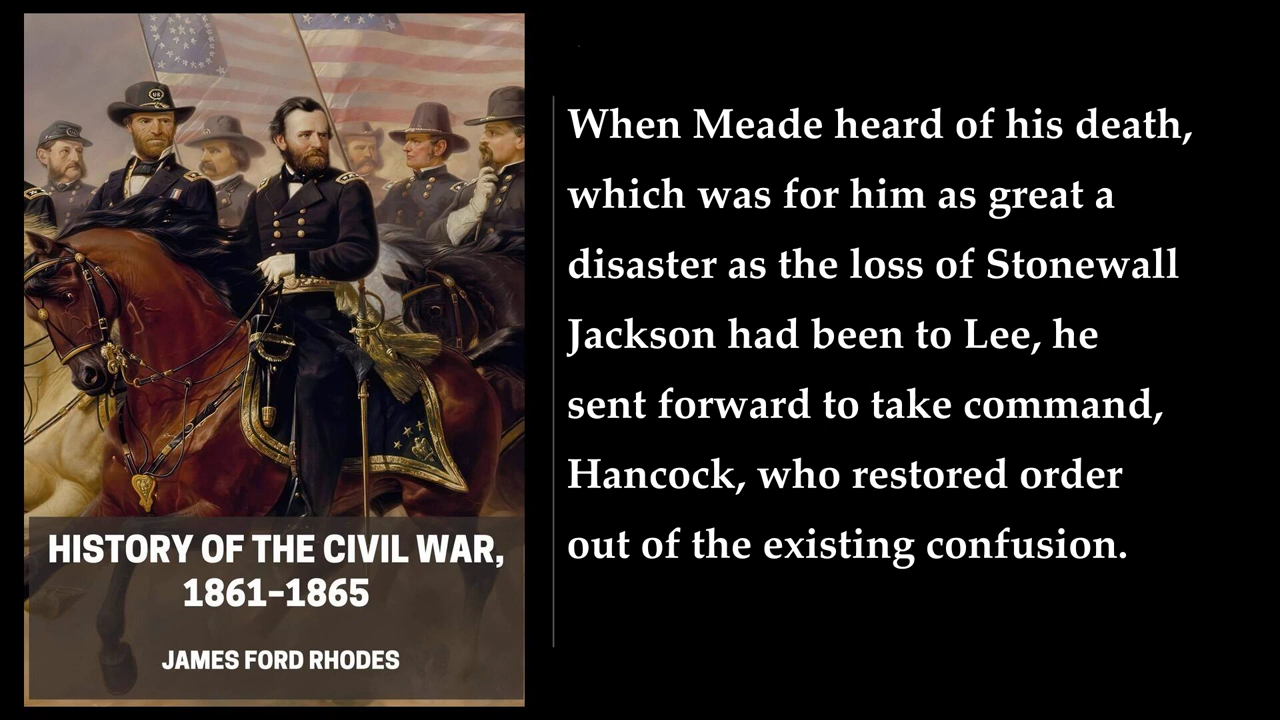 HISTORY OF THE CIVIL WAR,
1861–1865
JAMES FORD RHODES
When Meade heard of his death,
which was for him as great a
disaster as the loss of Stonewall
Jackson had been to Lee, he
sent forward to take command,
Hancock, who restored order
out of the existing confusion.